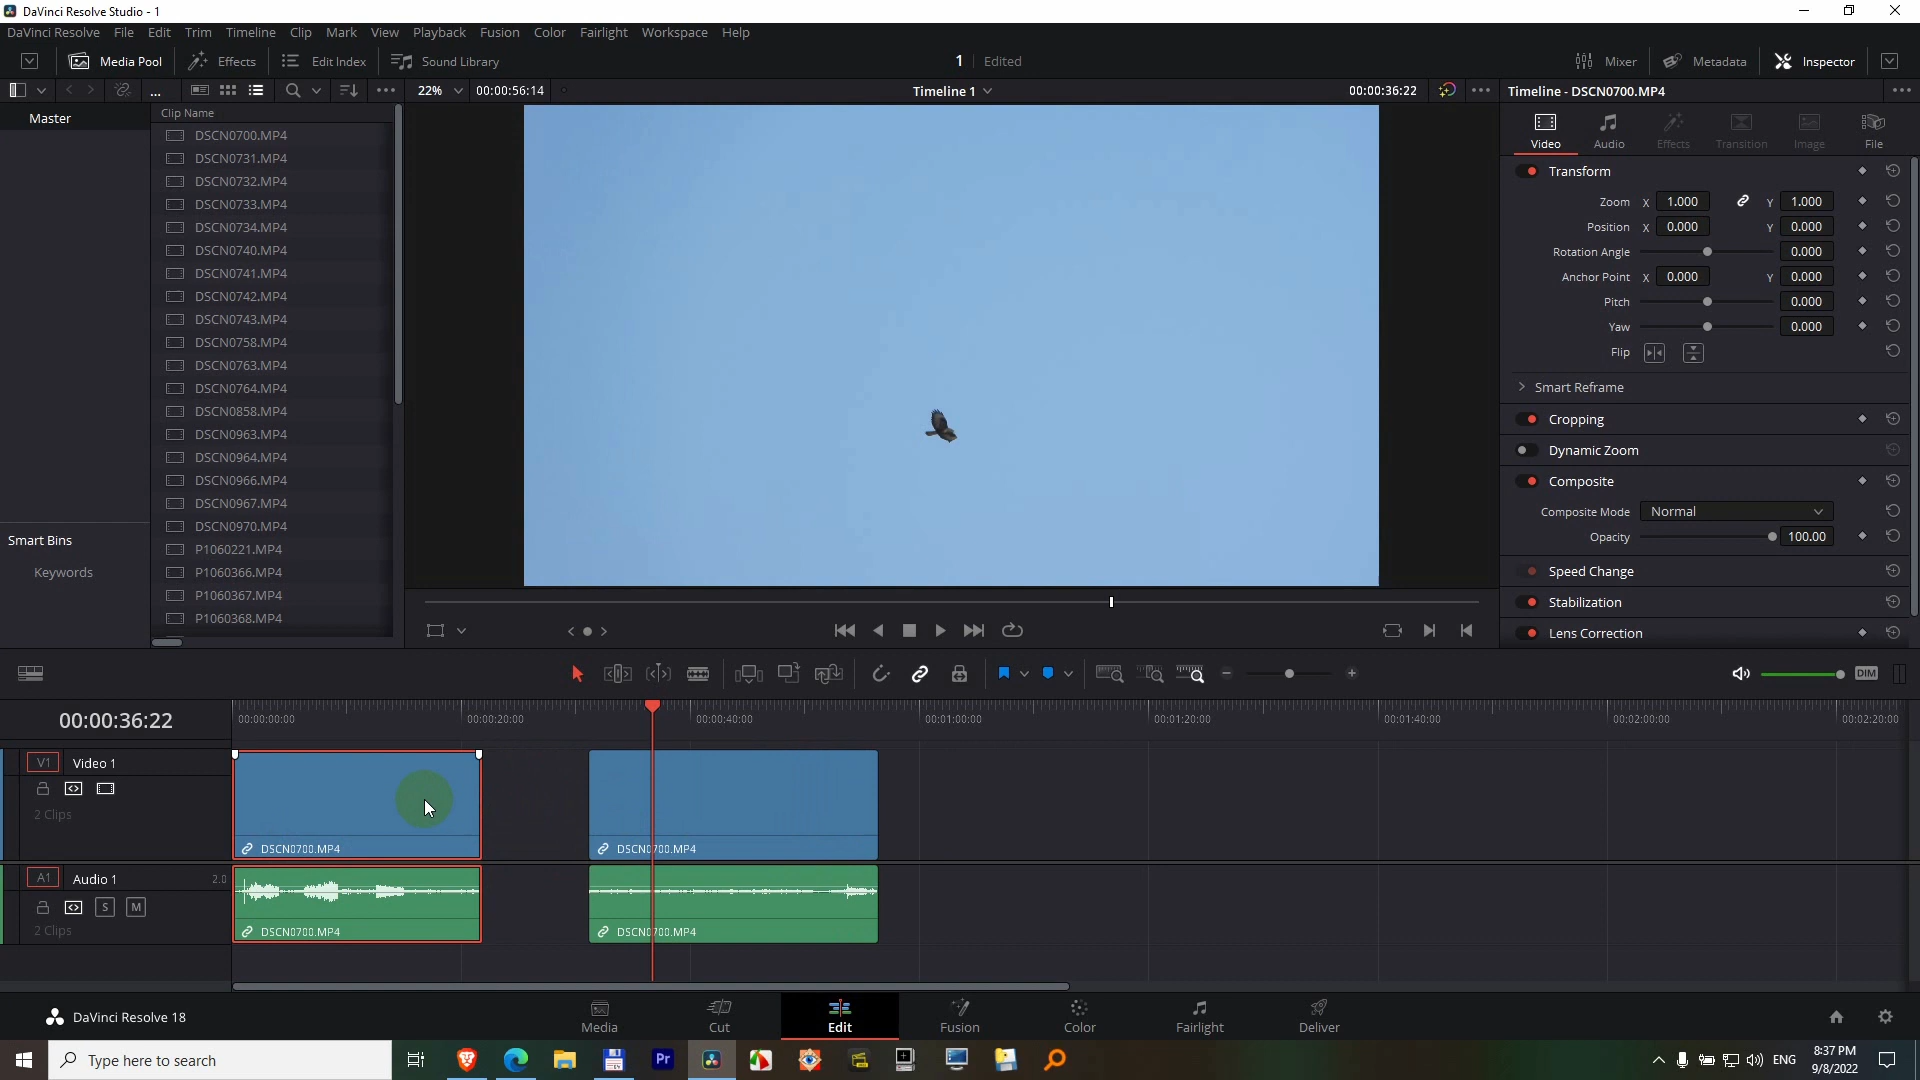 DaVinci Resolve Studio - 1
DaVinci Resolve File Edit Trim Timeline Clip Mark View Playback Fusion Color Fairlight Workspace Help
Media Pool Effects Edit Index Sound Library 1 Edited Mixer Metadata Inspector
... 22% 00:00:56:14 Timeline 1 00:00:36:22 Timeline - DSCN0700.MP4
Master
Clip Name
DSCN0700.MP4
DSCN0731.MP4
DSCN0732.MP4
DSCN0733.MP4
DSCN0734.MP4
DSCN0740.MP4
DSCN0741.MP4
DSCN0742.MP4
DSCN0743.MP4
DSCN0758.MP4
DSCN0763.MP4
DSCN0764.MP4
DSCN0858.MP4
DSCN0963.MP4
DSCN0964.MP4
DSCN0966.MP4
DSCN0967.MP4
DSCN0970.MP4
P1060221.MP4
P1060366.MP4
P1060367.MP4
P1060368.MP4
Smart Bins
Keywords
Video Audio Effects Transition Image File
Transform
Zoom X 1.000 Y 1.000
Position X 0.000 Y 0.000
Rotation Angle 0.000
Anchor Point X 0.000 Y 0.000
Pitch 0.000
Yaw 0.000
Flip
Smart Reframe
Cropping
Dynamic Zoom
Composite
Composite Mode Normal
Opacity 100.00
Speed Change
Stabilization
Lens Correction
DIM
00:00:36:22
00:00:00:00 00:00:20:00 00:00:40:00 00:01:00:00 00:01:20:00 00:01:40:00 00:02:00:00 00:02:20:00
V1 Video 1
2 Clips
DSCN0700.MP4 DSCN0700.MP4
A1 Audio 1 2.0
S M
2 Clips
DSCN0700.MP4 DSCN0700.MP4
DaVinci Resolve 18
Media Cut Edit Fusion Color Fairlight Deliver
Type here to search
Pr
ENG
8:37 PM
9/8/2022